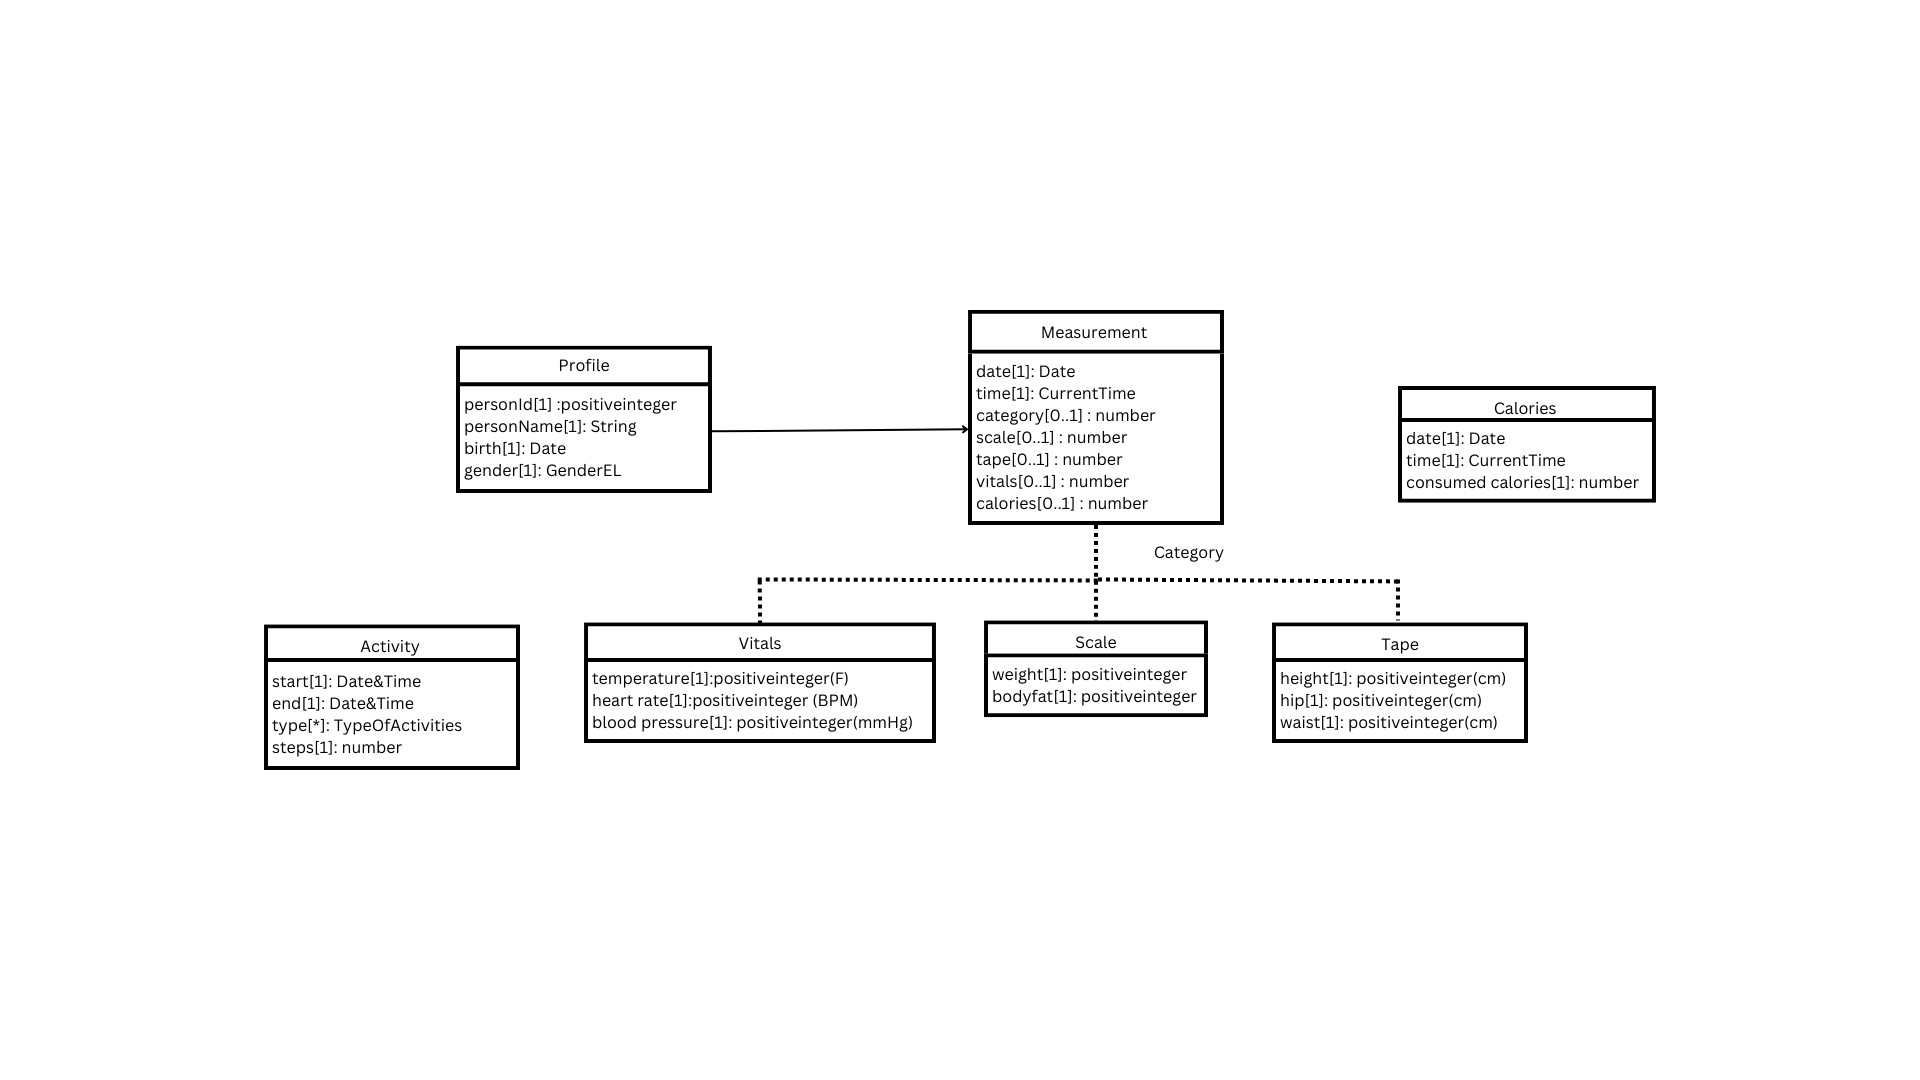 Profile
personId[1] :positiveinteger
personName[1]: String
birth[1]: Date
gender[1]: GenderEL
Measurement
date[1]: Date
time[1]: CurrentTime
category[0..1] : number
scale[0..1] : number
tape[0..1] : number
vitals[0..1] : number
calories[0..1] : number
Calories
date[1]: Date
time[1]: CurrentTime
consumed calories[1]: number
Category
Activity
start[1]: Date&Time
end[1]: Date&Time
type[*]: TypeOfActivities
steps[1]: number
Vitals
temperature[1]:positiveinteger(F)
heart rate[1]:positiveinteger (BPM)
blood pressure[1]: positiveinteger(mmHg)
Scale
weight[1]: positiveinteger
bodyfat[1]: positiveinteger
Tape
height[1]: positiveinteger(cm)
hip[1]: positiveinteger(cm)
waist[1]: positiveinteger(cm)